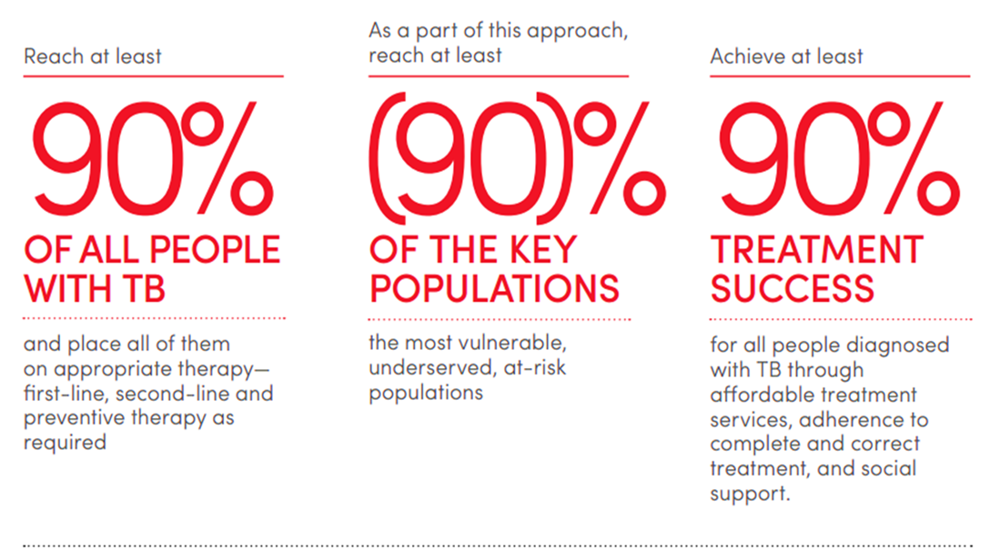 Reach at least
90%
OF ALL PEOPLE
WITH TB
and place all of them
on appropriate therapy—
first-line, second-line and
preventive therapy as
required
As a part of this approach,
reach at least
(90)%
OF THE KEY
POPULATIONS
the most vulnerable,
underserved, at-risk
populations
Achieve at least
90%
TREATMENT
SUCCESS
for all people diagnosed
with TB through
affordable treatment
services, adherence to
complete and correct
treatment, and social
support.